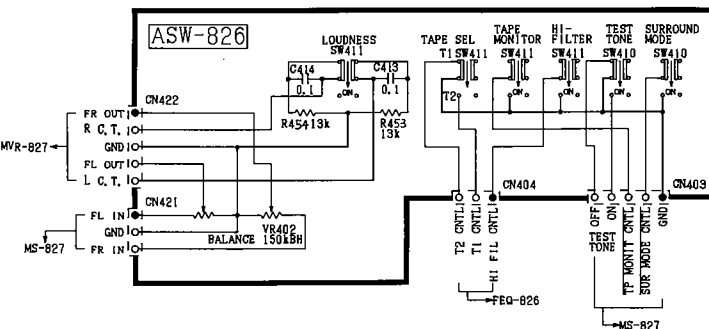 ASW-826
LOUDNESS
SW411
TAPE SEL
T1 SW411
TAPE
MONITOR
SW411
HI-
FILTER
SW411
TEST
TONE
SW410
SURROUND
MODE
SW410
C414
0.1
C413
0.1
ON
T2
ON
ON
ON
ON
R454 13k
R453
13k
CN422
FR OUT
R C.T.
GND
FL OUT
L C.T.
MVR-827
CN421
FL IN
GND
FR IN
MS-827
BALANCE
VR402
150kBH
CN404
T2 CNTL
T1 CNTL
HI FIL CNTL
FEQ-826
CN403
OFF
ON
TEST
TONE
TP MONIT CNTL
SUR MODE CNTL
GND
MS-827